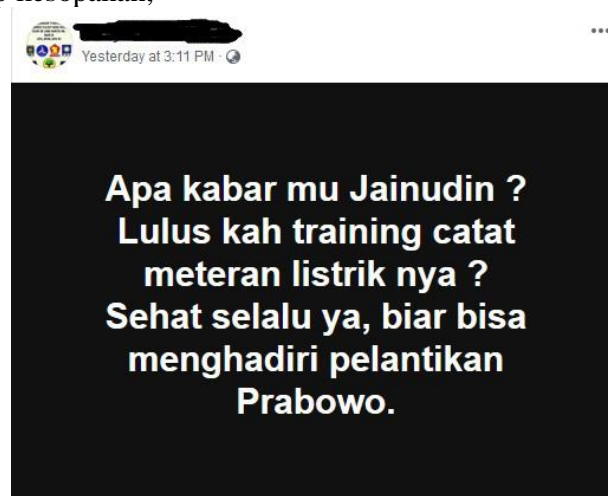 Yesterday at 3:11 PM ·
Apa kabar mu Jainudin ?
Lulus kah training catat
meteran listrik nya ?
Sehat selalu ya, biar bisa
menghadiri pelantikan
Prabowo.